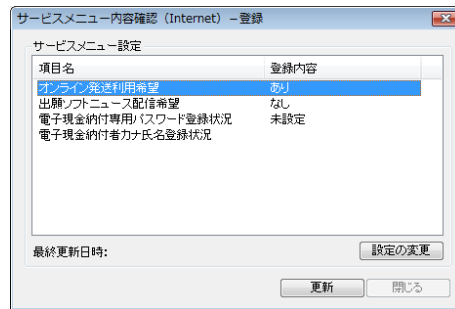 サービスメニュー内容確認（Internet）－登録
サービスメニュー設定
項目名 登録内容
オンライン発送利用希望 あり
出願ソフトニュース配信希望 なし
電子現金納付専用パスワード登録状況 未設定
電子現金納付者カナ氏名登録状況
最終更新日時: 設定の変更
更新 閉じる